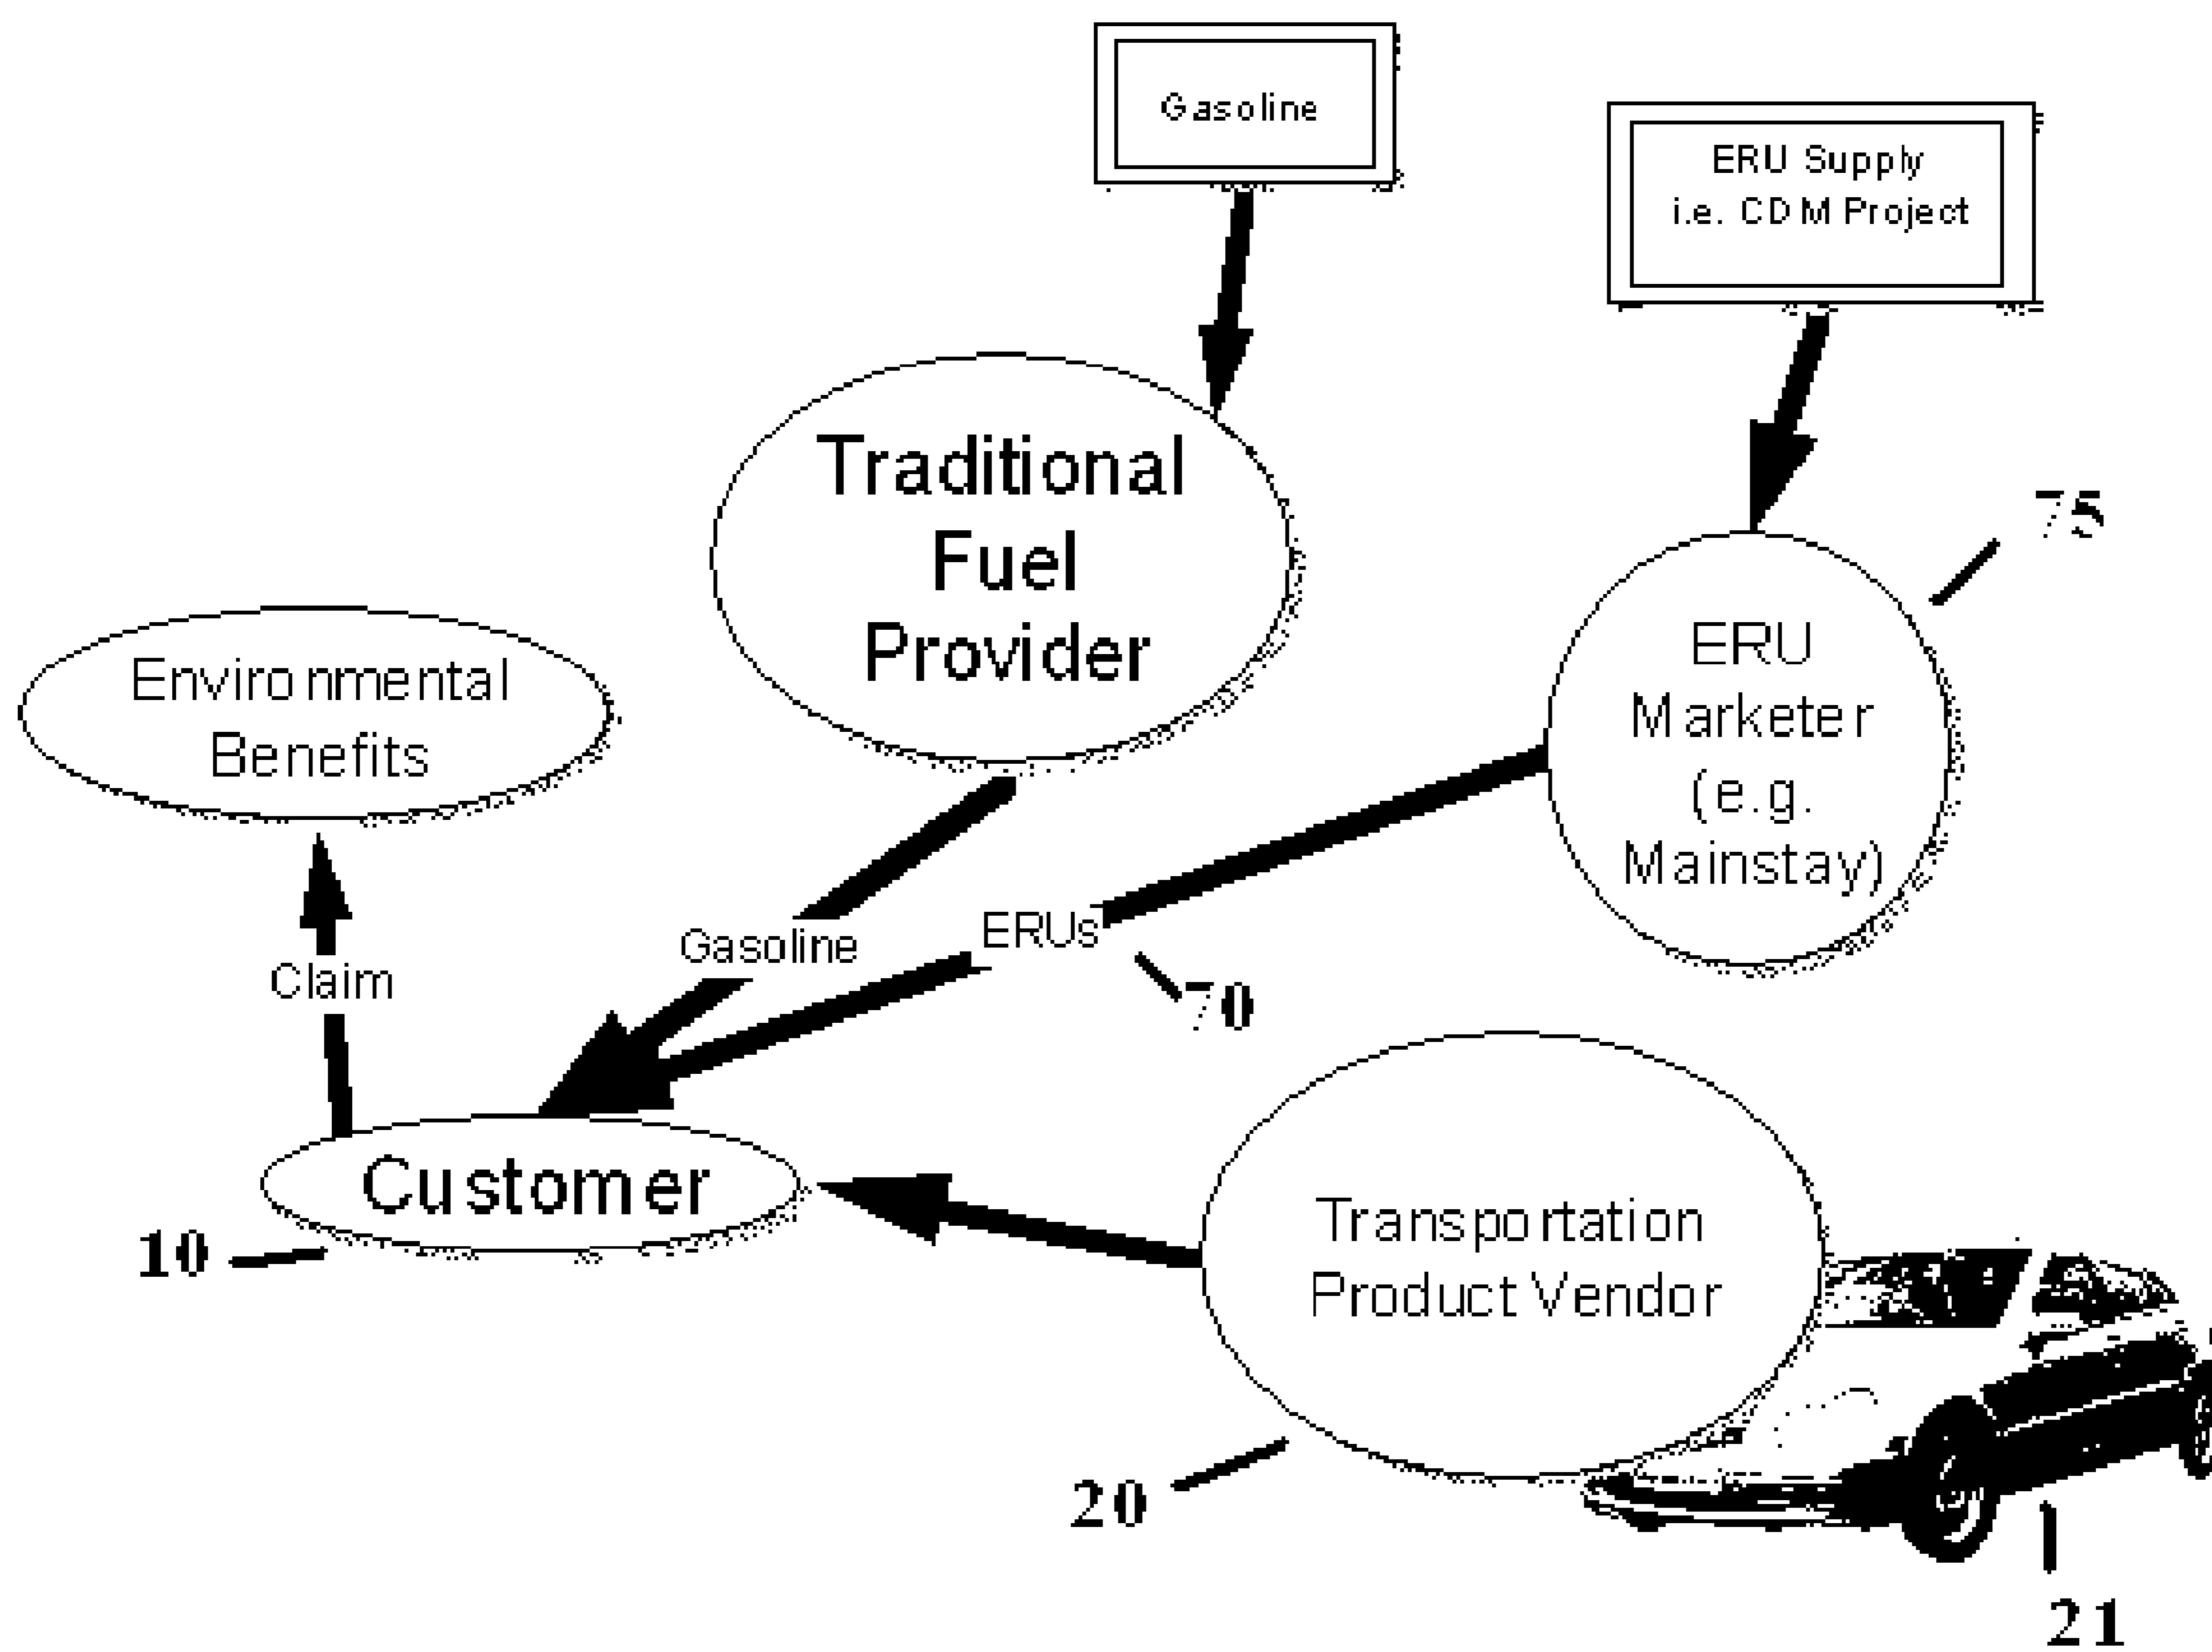 Gasoline
ERU Supply
i.e. CDM Project
Traditional
Fuel
Provider
75
ERU
Marketer
(e.g.
Mainstay)
Environmental
Benefits
Gasoline
ERUs
70
Claim
Customer
10
Transportation
Product Vendor
20
21